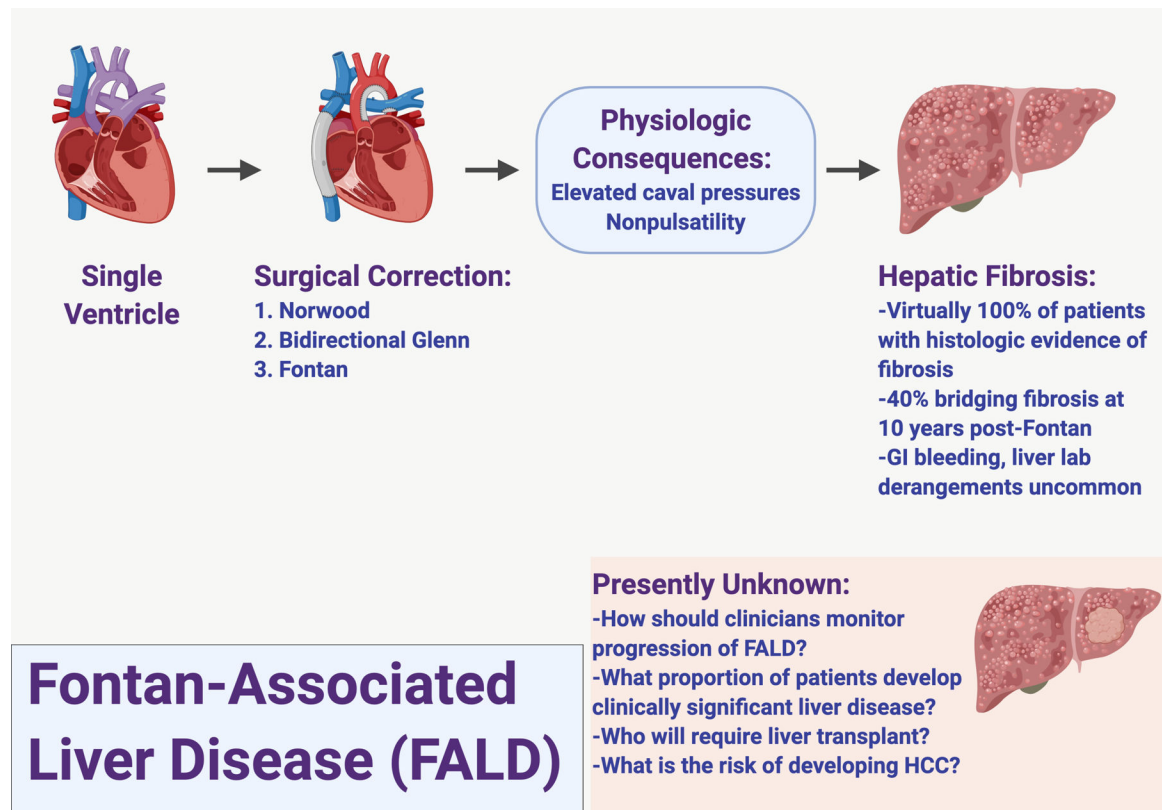 Single
Ventricle
Surgical Correction:
1. Norwood
2. Bidirectional Glenn
3. Fontan
Physiologic
Consequences:
Elevated caval pressures
Nonpulsatility
Hepatic Fibrosis:
-Virtually 100% of patients
with histologic evidence of
fibrosis
-40% bridging fibrosis at
10 years post-Fontan
-GI bleeding, liver lab
derangements uncommon
Fontan-Associated
Liver Disease (FALD)
Presently Unknown:
-How should clinicians monitor
progression of FALD?
-What proportion of patients develop
clinically significant liver disease?
-Who will require liver transplant?
-What is the risk of developing HCC?